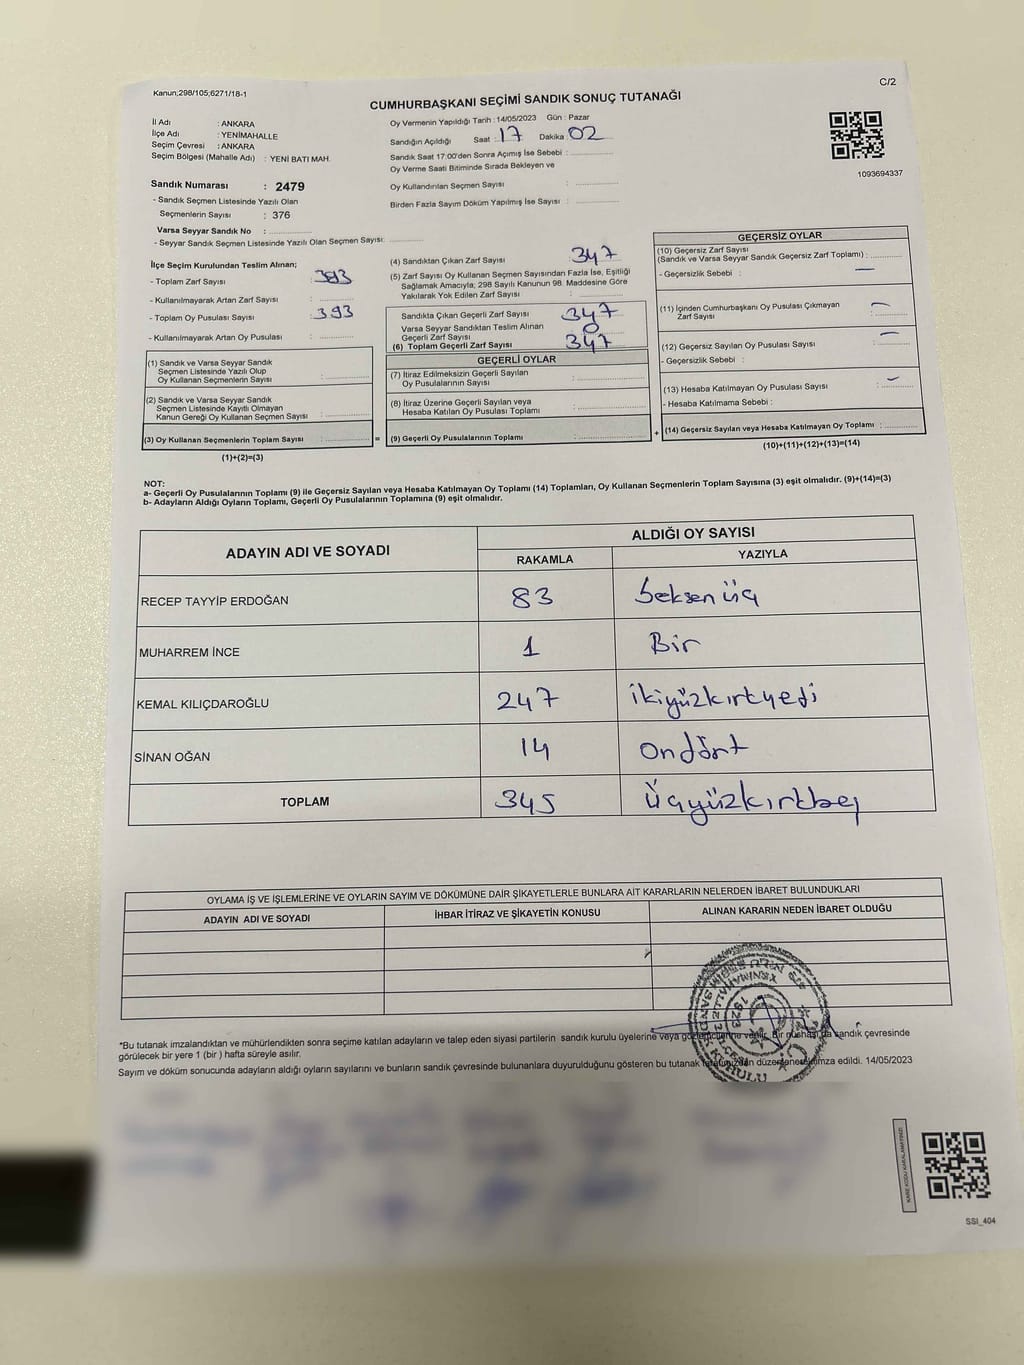 Kanun;298/105;6271/18-1
C/2
CUMHURBAŞKANI SEÇİMİ SANDIK SONUÇ TUTANAĞI
İl Adı : ANKARA
İlçe Adı : YENİMAHALLE
Seçim Çevresi : ANKARA
Seçim Bölgesi (Mahalle Adı) : YENİ BATI MAH.
Oy Vermenin Yapıldığı Tarih : 14/05/2023 Gün : Pazar
Sandığın Açıldığı Saat : 17 Dakika : 02
Sandık Saat 17:00'den Sonra Açımış İse Sebebi :
Oy Verme Saati Bitiminde Sırada Bekleyen ve
Oy Kullandırılan Seçmen Sayısı :
Birden Fazla Sayım Döküm Yapılmış İse Sayısı :
1093694337
Sandık Numarası : 2479
- Sandık Seçmen Listesinde Yazılı Olan
Seçmenlerin Sayısı : 376
Varsa Seyyar Sandık No :
- Seyyar Sandık Seçmen Listesinde Yazılı Olan Seçmen Sayısı:
İlçe Seçim Kurulundan Teslim Alınan;
- Toplam Zarf Sayısı : 393
- Kullanılmayarak Artan Zarf Sayısı :
- Toplam Oy Pusulası Sayısı : 393
- Kullanılmayarak Artan Oy Pusulası :
(4) Sandıktan Çıkan Zarf Sayısı : 347
(5) Zarf Sayısı Oy Kullanan Seçmen Sayısından Fazla İse, Eşitliği
Sağlamak Amacıyla; 298 Sayılı Kanunun 98. Maddesine Göre
Yakılarak Yok Edilen Zarf Sayısı :
Sandıkta Çıkan Geçerli Zarf Sayısı : 347
Varsa Seyyar Sandıktan Teslim Alınan
Geçerli Zarf Sayısı : 0
(6) Toplam Geçerli Zarf Sayısı : 347
GEÇERSİZ OYLAR
(10) Geçersiz Zarf Sayısı
(Sandık ve Varsa Seyyar Sandık Geçersiz Zarf Toplamı) :
- Geçersizlik Sebebi : —
(11) İçinden Cumhurbaşkanı Oy Pusulası Çıkmayan
Zarf Sayısı : —
(12) Geçersiz Sayılan Oy Pusulası Sayısı : —
- Geçersizlik Sebebi :
(13) Hesaba Katılmayan Oy Pusulası Sayısı : —
- Hesaba Katılmama Sebebi :
(14) Geçersiz Sayılan veya Hesaba Katılmayan Oy Toplamı :
(10)+(11)+(12)+(13)=(14)
(1) Sandık ve Varsa Seyyar Sandık
Seçmen Listesinde Yazılı Olup
Oy Kullanan Seçmenlerin Sayısı :
(2) Sandık ve Varsa Seyyar Sandık
Seçmen Listesinde Kayıtlı Olmayan
Kanun Gereği Oy Kullanan Seçmen Sayısı :
(3) Oy Kullanan Seçmenlerin Toplam Sayısı : =
(1)+(2)=(3)
GEÇERLİ OYLAR
(7) İtiraz Edilmeksizin Geçerli Sayılan
Oy Pusulalarının Sayısı :
(8) İtiraz Üzerine Geçerli Sayılan veya
Hesaba Katılan Oy Pusulası Toplamı :
(9) Geçerli Oy Pusulalarının Toplamı : +
NOT:
a- Geçerli Oy Pusulalarının Toplamı (9) ile Geçersiz Sayılan veya Hesaba Katılmayan Oy Toplamı (14) Toplamları, Oy Kullanan Seçmenlerin Toplam Sayısına (3) eşit olmalıdır. (9)+(14)=(3)
b- Adayların Aldığı Oyların Toplamı, Geçerli Oy Pusulalarının Toplamına (9) eşit olmalıdır.
ADAYIN ADI VE SOYADI
ALDIĞI OY SAYISI
RAKAMLA YAZIYLA
RECEP TAYYİP ERDOĞAN 83 Seksenüç
MUHARREM İNCE 1 Bir
KEMAL KILIÇDAROĞLU 247 ikiyüzkırkyedi
SİNAN OĞAN 14 Ondört
TOPLAM 345 Üçyüzkırkbeş
OYLAMA İŞ VE İŞLEMLERİNE VE OYLARIN SAYIM VE DÖKÜMÜNE DAİR ŞİKAYETLERLE BUNLARA AİT KARARLARIN NELERDEN İBARET BULUNDUKLARI
ADAYIN ADI VE SOYADI İHBAR İTİRAZ VE ŞİKAYETİN KONUSU ALINAN KARARIN NEDEN İBARET OLDUĞU
*Bu tutanak imzalandıktan ve mühürlendikten sonra seçime katılan adayların ve talep eden siyasi partilerin sandık kurulu üyelerine veya gözlemcilerine verilir. Bir nüshası da sandık çevresinde
görülecek bir yere 1 (bir ) hafta süreyle asılır.
Sayım ve döküm sonucunda adayların aldığı oyların sayılarını ve bunların sandık çevresinde bulunanlara duyurulduğunu gösteren bu tutanak tarafımızdan düzenlenerek imza edildi. 14/05/2023
1923
KARE KODU KARALAMAYINIZ!
SSİ_404